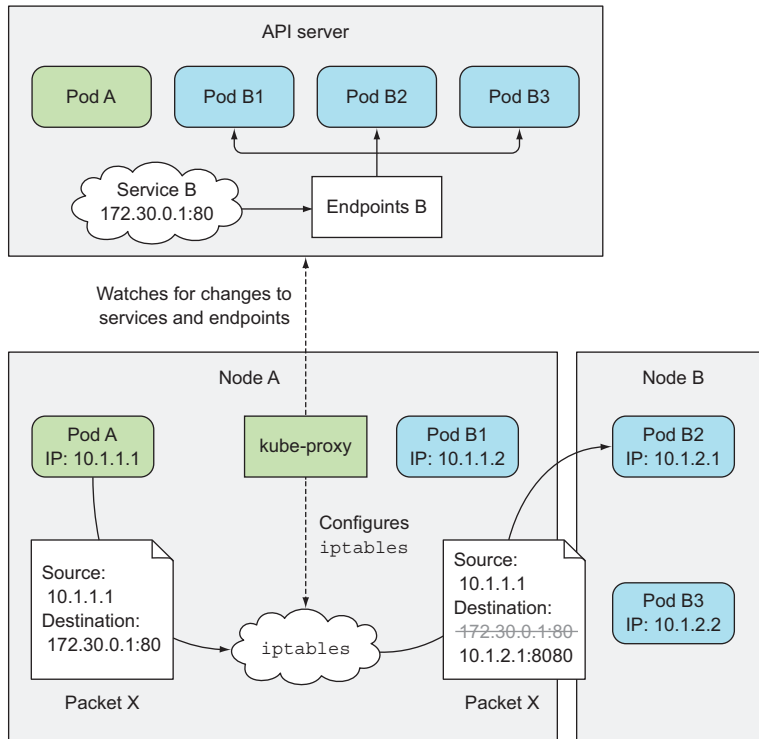 API server
Pod A
Pod B1
Pod B2
Pod B3
Service B
172.30.0.1:80
Endpoints B
Watches for changes to
services and endpoints
Node A
Node B
Pod A
IP: 10.1.1.1
kube-proxy
Pod B1
IP: 10.1.1.2
Pod B2
IP: 10.1.2.1
Configures
iptables
Source:
10.1.1.1
Destination:
172.30.0.1:80
Packet X
iptables
Source:
10.1.1.1
Destination:
172.30.0.1:80
10.1.2.1:8080
Packet X
Pod B3
IP: 10.1.2.2